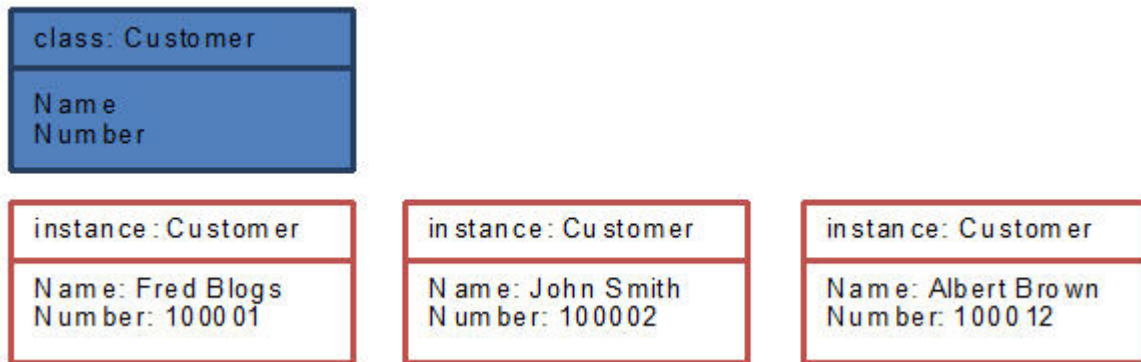 class: Customer
Name
Number
instance: Customer
Name: Fred Blogs
Number: 100001
instance: Customer
Name: John Smith
Number: 100002
instance: Customer
Name: Albert Brown
Number: 100012